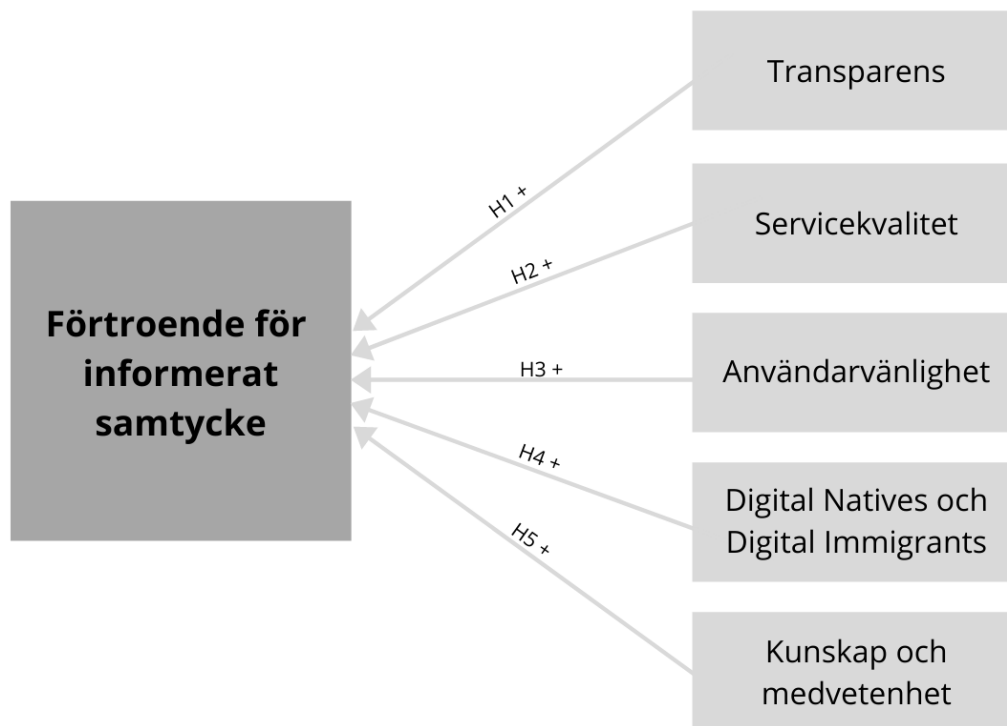 Förtroende för
informerat
samtycke
H1 +
H2 +
H3 +
H4 +
H5 +
Transparens
Servicekvalitet
Användarvänlighet
Digital Natives och
Digital Immigrants
Kunskap och
medvetenhet